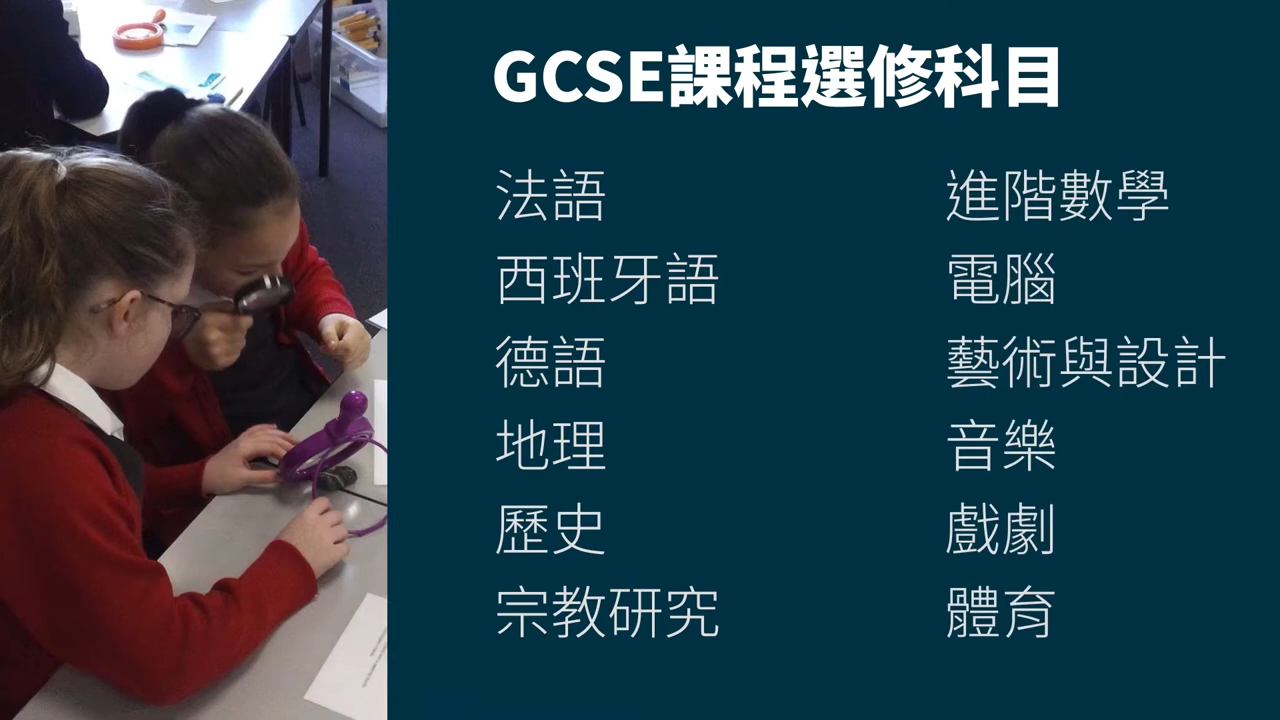 GCSE課程選修科目
法語
西班牙語
德語
地理
歷史
宗教研究
進階數學
電腦
藝術與設計
音樂
戲劇
體育